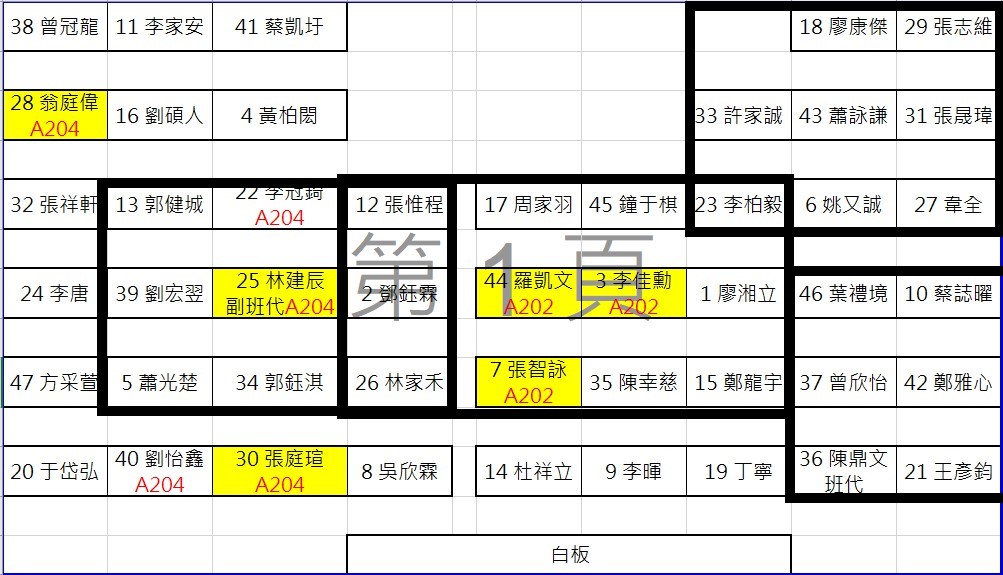 38 曾冠龍 11 李家安 41 蔡凱圩 18 廖康傑 29 張志維
28 翁庭偉
A204
16 劉碩人 4 黃柏閎 33 許家誠 43 蕭詠謙 31 張晟瑋
32 張祥軒 13 郭健城
22 李冠錡
A204
12 張惟程 17 周家羽 45 鐘于棋 23 李柏毅 6 姚又誠 27 韋全
第 1 頁
24 李唐 39 劉宏翌
25 林建辰
副班代A204
2 鄧鈺霖
44 羅凱文
A202
3 李佳勳
A202
1 廖湘立 46 葉禮境 10 蔡誌曜
47 方采萱 5 蕭光楚 34 郭鈺淇 26 林家禾
7 張智詠
A202
35 陳幸慈 15 鄭龍宇 37 曾欣怡 42 鄭雅心
20 于岱弘
40 劉怡鑫
A204
30 張庭瑄
A204
8 吳欣霖 14 杜祥立 9 李暉 19 丁寧
36 陳鼎文
班代
21 王彥鈞
白板